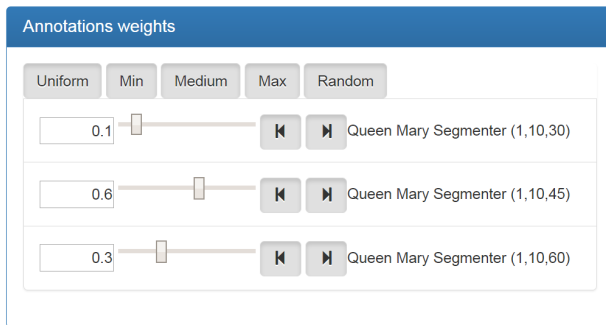 Annotations weights
Uniform Min Medium Max Random
0.1 Queen Mary Segmenter (1,10,30)
0.6 Queen Mary Segmenter (1,10,45)
0.3 Queen Mary Segmenter (1,10,60)